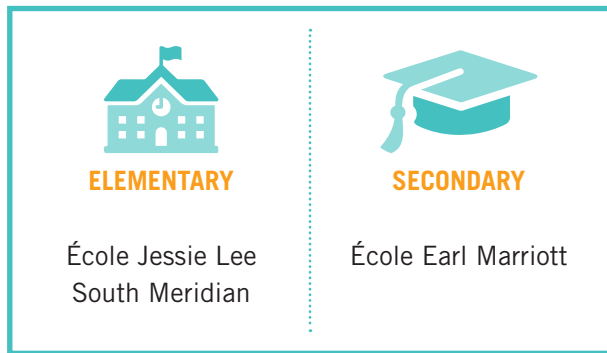 ELEMENTARY
École Jessie Lee
South Meridian
SECONDARY
École Earl Marriott